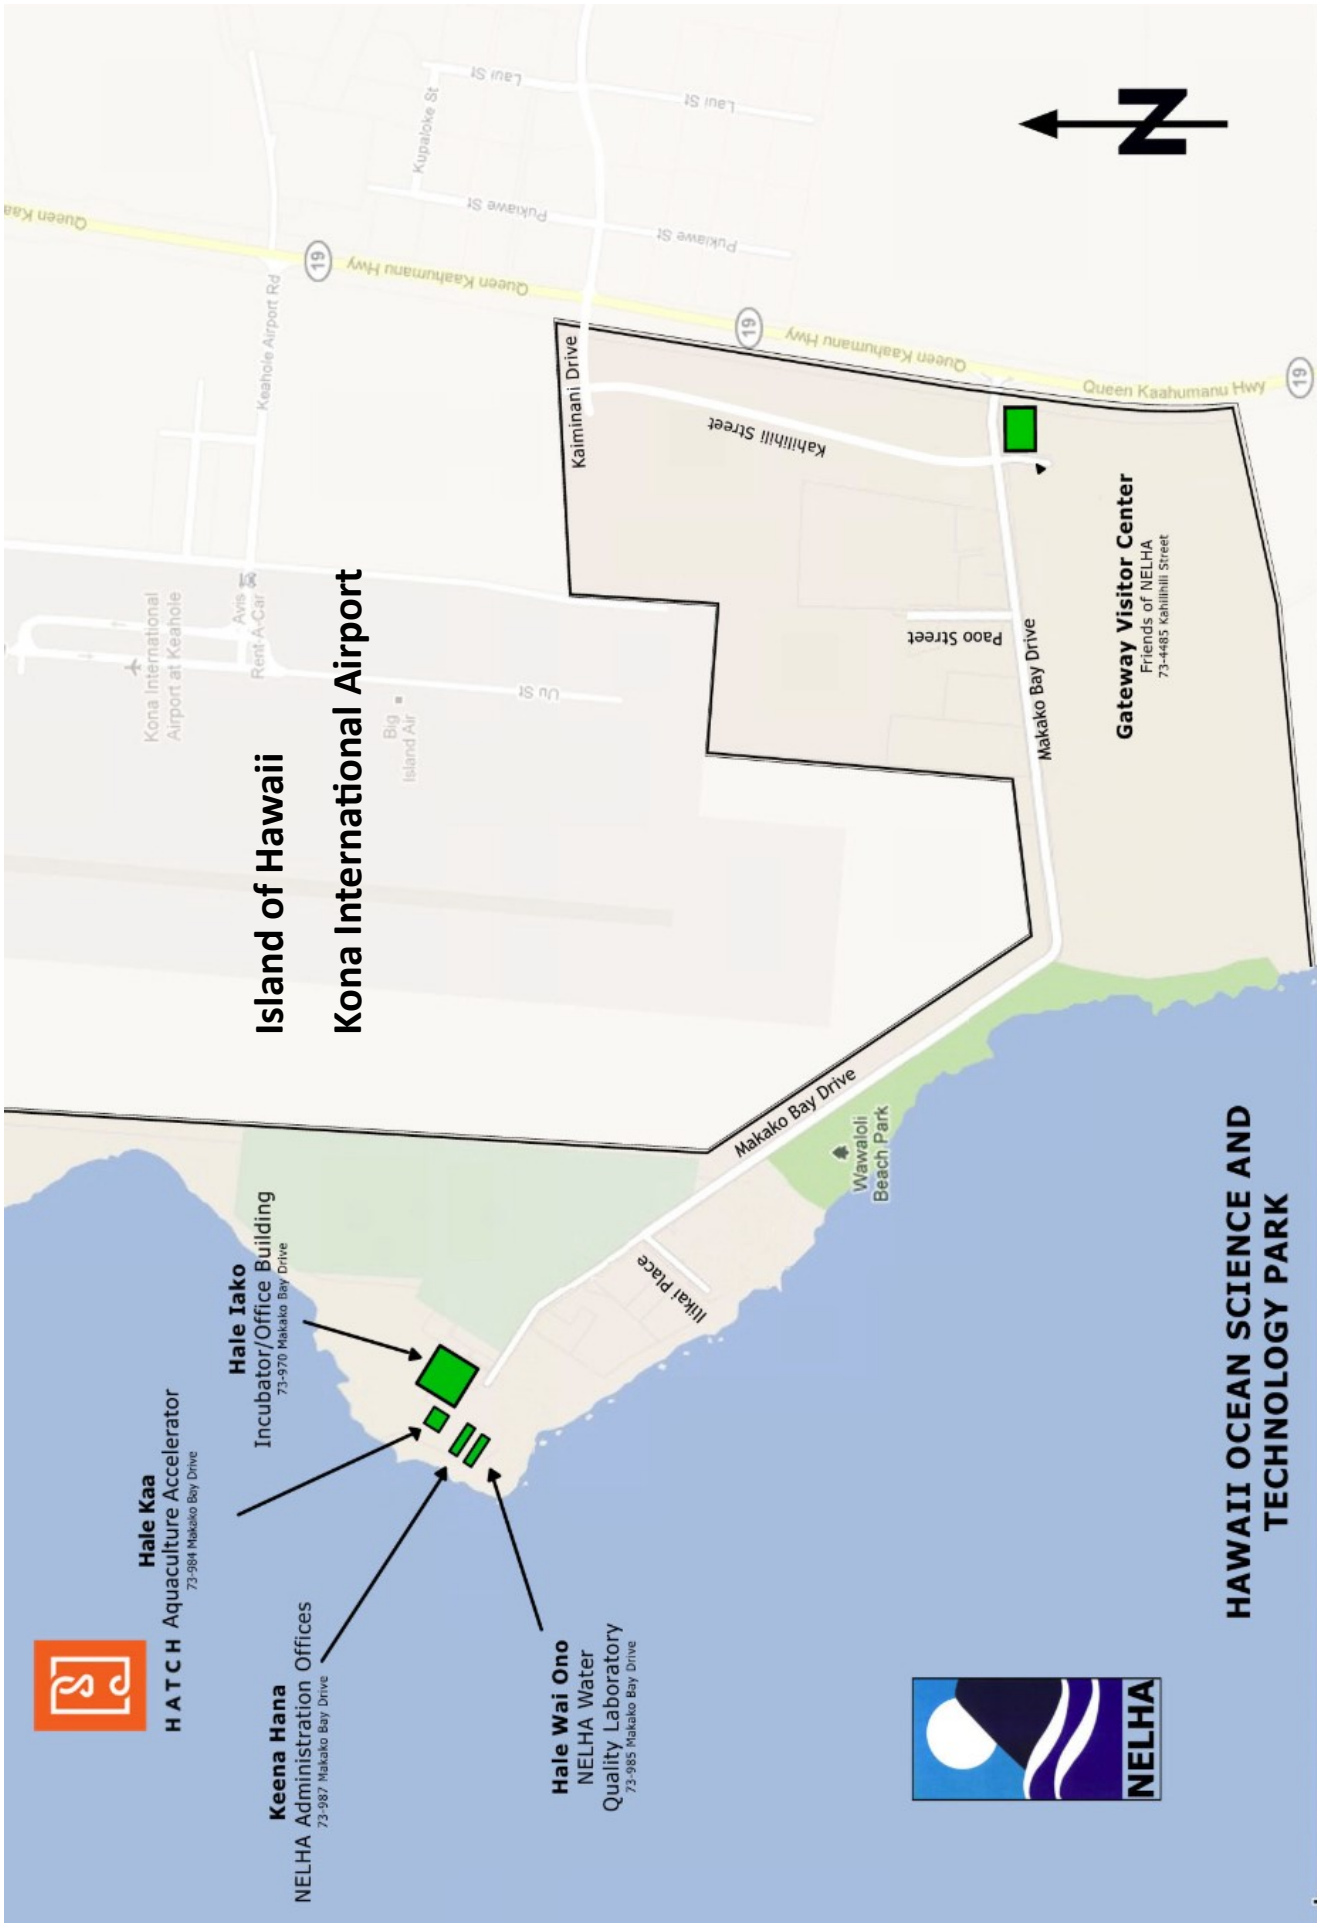 HATCH Aquaculture Accelerator
Hale Kaa
73-984 Makako Bay Drive
Hale Iako
Incubator/Office Building
73-970 Makako Bay Drive
Keena Hana
NELHA Administration Offices
73-987 Makako Bay Drive
Hale Wai Ono
NELHA Water
Quality Laboratory
73-985 Makako Bay Drive
Island of Hawaii
Kona International Airport
Kona International
Airport at Keahole
Avis
Rent-A-Car
Big
Island Air
Uu St
Keahole Airport Rd
Queen Kaa
19
Queen Kaahumanu Hwy
Queen Kaahumanu Hwy
19
Queen Kaahumanu Hwy
Queen Kaahumanu Hwy
19
Kupaloke St
Laui St
Laui St
Pukiawe St
Pukiawe St
Kaiminani Drive
Kahilihili Street
Paoo Street
Makako Bay Drive
Makako Bay Drive
Ilikai Place
Wawaloli
Beach Park
Gateway Visitor Center
Friends of NELHA
73-4485 Kahilihili Street
N
NELHA
HAWAII OCEAN SCIENCE AND
TECHNOLOGY PARK